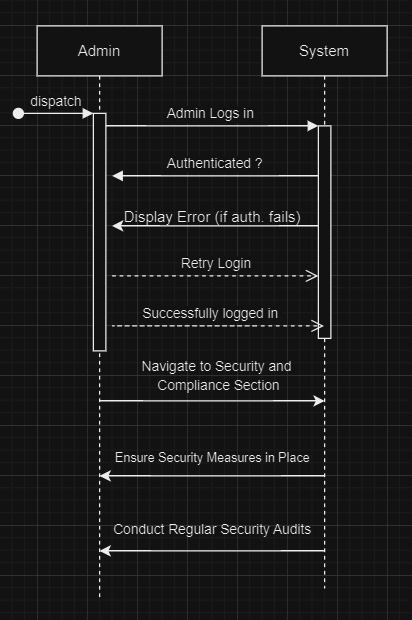 Admin
System
dispatch
Admin Logs in
Authenticated ?
Display Error (if auth. fails)
Retry Login
Successfully logged in
Navigate to Security and
Compliance Section
Ensure Security Measures in Place
Conduct Regular Security Audits